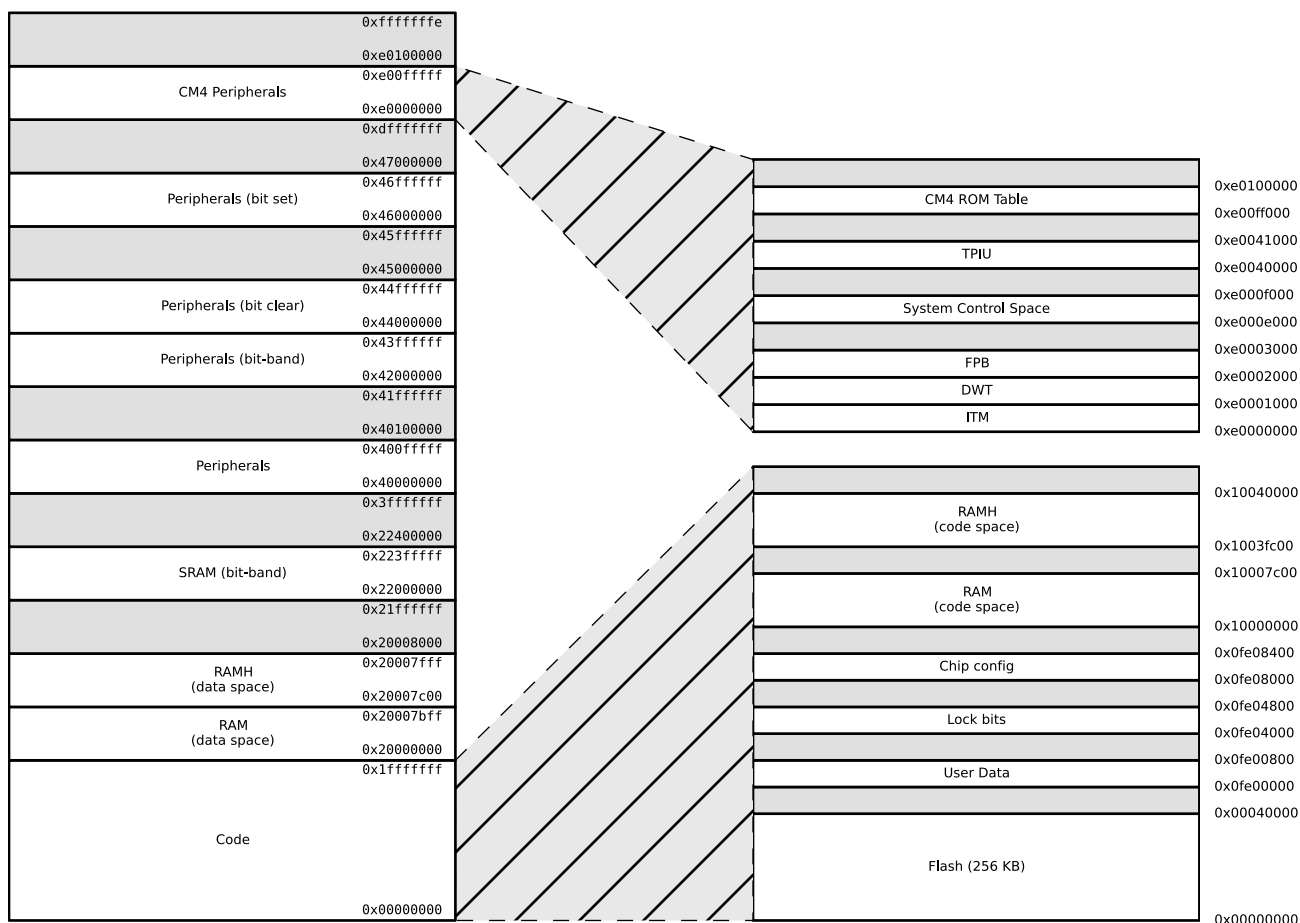 0xfffffffe
0xe0100000
0xe00fffff
CM4 Peripherals
0xe0000000
0xdfffffff
0x47000000
0x46ffffff
Peripherals (bit set)
0x46000000
0x45ffffff
0x45000000
0x44ffffff
Peripherals (bit clear)
0x44000000
0x43ffffff
Peripherals (bit-band)
0x42000000
0x41ffffff
0x40100000
0x400fffff
Peripherals
0x40000000
0x3fffffff
0x22400000
0x223fffff
SRAM (bit-band)
0x22000000
0x21ffffff
0x20008000
0x20007fff
RAMH
(data space)
0x20007c00
0x20007bff
RAM
(data space)
0x20000000
0x1fffffff
Code
0x00000000
0xe0100000
CM4 ROM Table
0xe00ff000
0xe0041000
TPIU
0xe0040000
0xe000f000
System Control Space
0xe000e000
0xe0003000
FPB
0xe0002000
DWT
0xe0001000
ITM
0xe0000000
0x10040000
RAMH
(code space)
0x1003fc00
0x10007c00
RAM
(code space)
0x10000000
0x0fe08400
Chip config
0x0fe08000
0x0fe04800
Lock bits
0x0fe04000
0x0fe00800
User Data
0x0fe00000
0x00040000
Flash (256 KB)
0x00000000